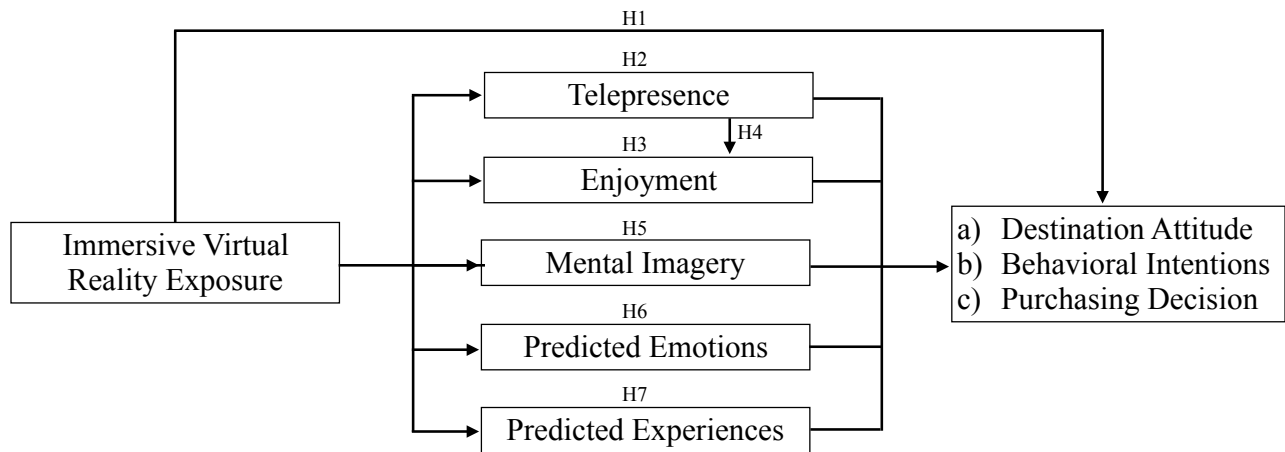 H1
H2
Telepresence
H4
H3
Enjoyment
Immersive Virtual
Reality Exposure
H5
Mental Imagery
H6
Predicted Emotions
H7
Predicted Experiences
a) Destination Attitude
b) Behavioral Intentions
c) Purchasing Decision